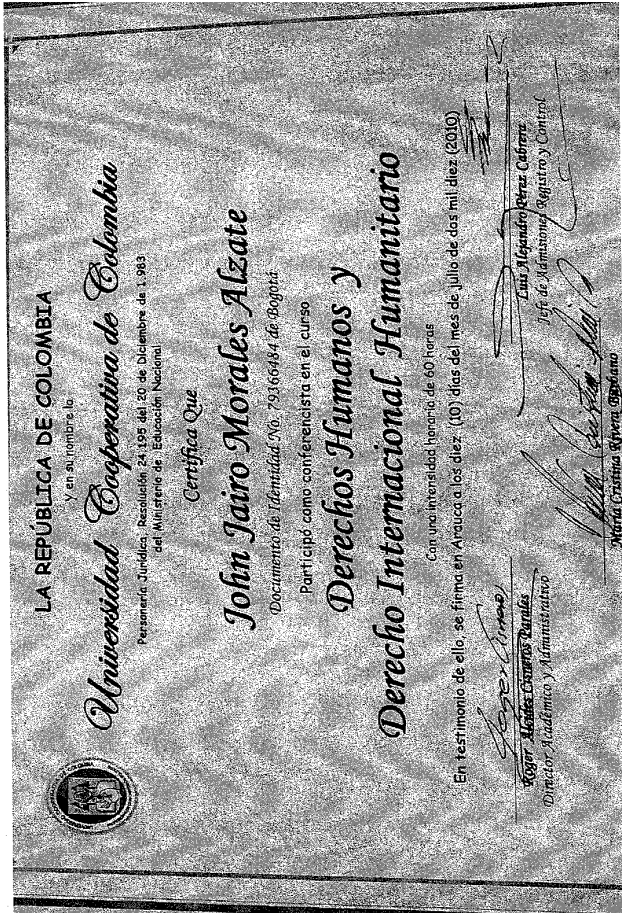 LA REPÚBLICA DE COLOMBIA
Y en su nombre la
Universidad Cooperativa de Colombia
Personería Jurídica, Resolución 24.195 del 20 de Diciembre de 1.983
del Ministerio de Educación Nacional
Certifica Que
John Jairo Morales Alzate
Documento de Identidad No. 79366484 de Bogotá
Participó como conferencista en el curso
Derechos Humanos y
Derecho Internacional Humanitario
Con una intensidad horaria de 60 horas
En testimonio de ello, se firma en Arauca a los diez (10) días del mes de julio de dos mil diez (2010)
Roger Alcides Cisneros Parales
Director Académico y Administrativo
Luis Alejandro Pérez Cabrera
Jefe de Admisiones Registro y Control
María Cristina Rivera